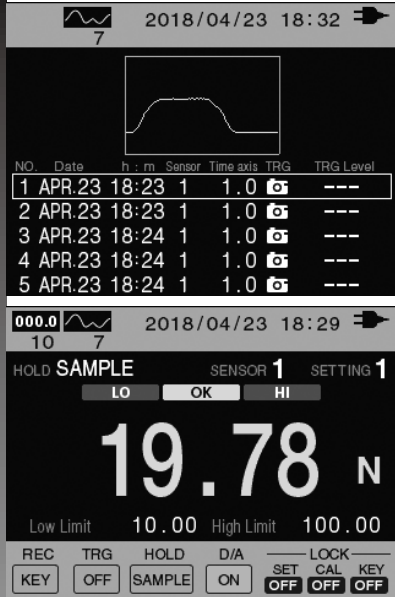 2018/04/23 18:32
7
NO. Date h : m Sensor Time axis TRG TRG Level
1 APR.23 18:23 1 1.0 ---
2 APR.23 18:23 1 1.0 ---
3 APR.23 18:24 1 1.0 ---
4 APR.23 18:24 1 1.0 ---
5 APR.23 18:24 1 1.0 ---
000.0 2018/04/23 18:29
10 7
HOLD SAMPLE SENSOR 1 SETTING 1
LO OK HI
19.78 N
Low Limit 10.00 High Limit 100.00
REC TRG HOLD D/A LOCK
SET CAL KEY
KEY OFF SAMPLE ON OFF OFF OFF